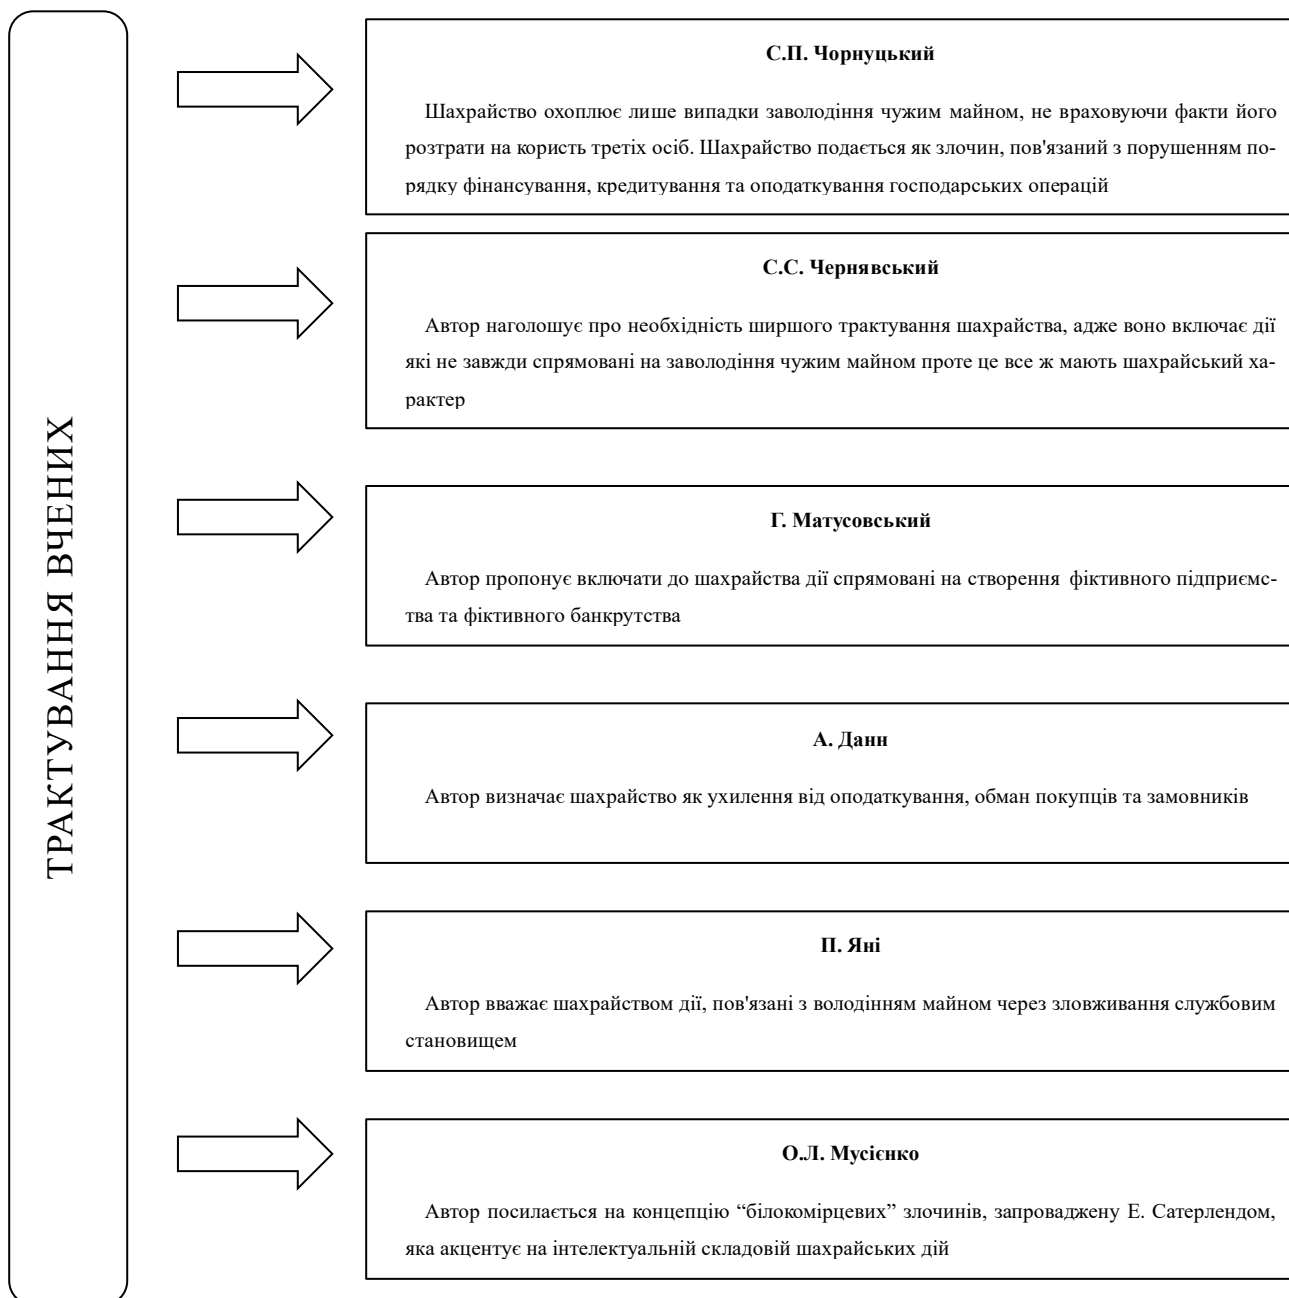 ТРАКТУВАННЯ ВЧЕНИХ
С.П. Чорнуцький
Шахрайство охоплює лише випадки заволодіння чужим майном, не враховуючи факти його
розтрати на користь третіх осіб. Шахрайство подається як злочин, пов'язаний з порушенням по-
рядку фінансування, кредитування та оподаткування господарських операцій
С.С. Чернявський
Автор наголошує про необхідність ширшого трактування шахрайства, адже воно включає дії
які не завжди спрямовані на заволодіння чужим майном проте це все ж мають шахрайський ха-
рактер
Г. Матусовський
Автор пропонує включати до шахрайства дії спрямовані на створення фіктивного підприємс-
тва та фіктивного банкрутства
А. Данн
Автор визначає шахрайство як ухилення від оподаткування, обман покупців та замовників
П. Яні
Автор вважає шахрайством дії, пов'язані з володінням майном через зловживання службовим
становищем
О.Л. Мусієнко
Автор посилається на концепцію “білокомірцевих” злочинів, запроваджену Е. Сатерлендом,
яка акцентує на інтелектуальній складовій шахрайських дій